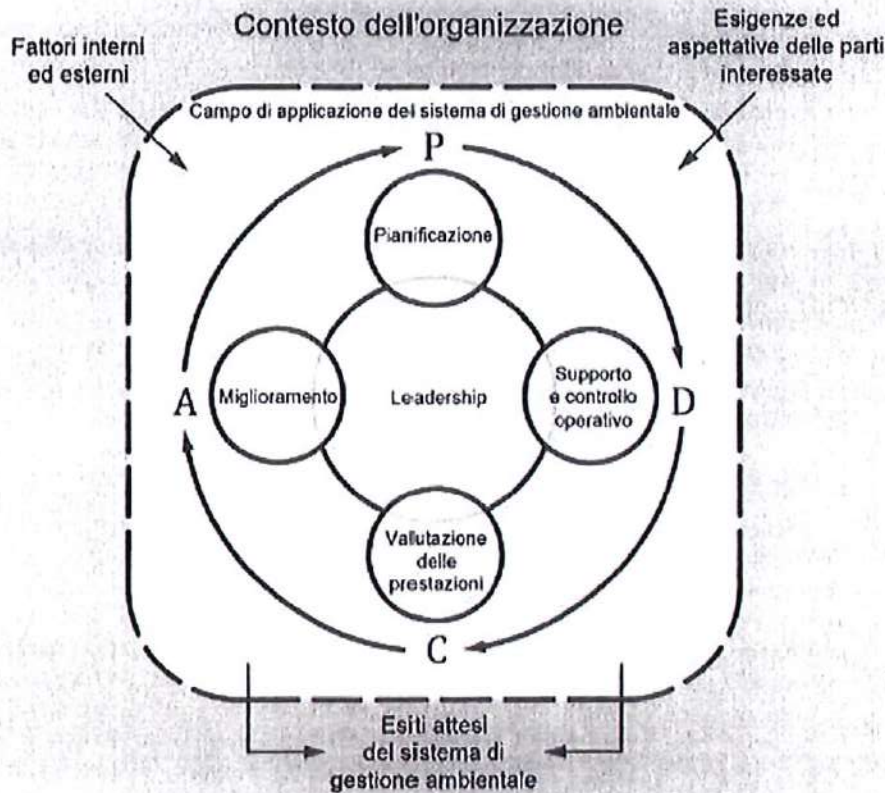 Contesto dell'organizzazione
Fattori interni
ed esterni
Esigenze ed
aspettative delle parti
interessate
Campo di applicazione del sistema di gestione ambientale
P
Pianificazione
A
Miglioramento
Leadership
Supporto
e controllo
operativo
D
Valutazione
delle
prestazioni
C
Esiti attesi
del sistema di
gestione ambientale